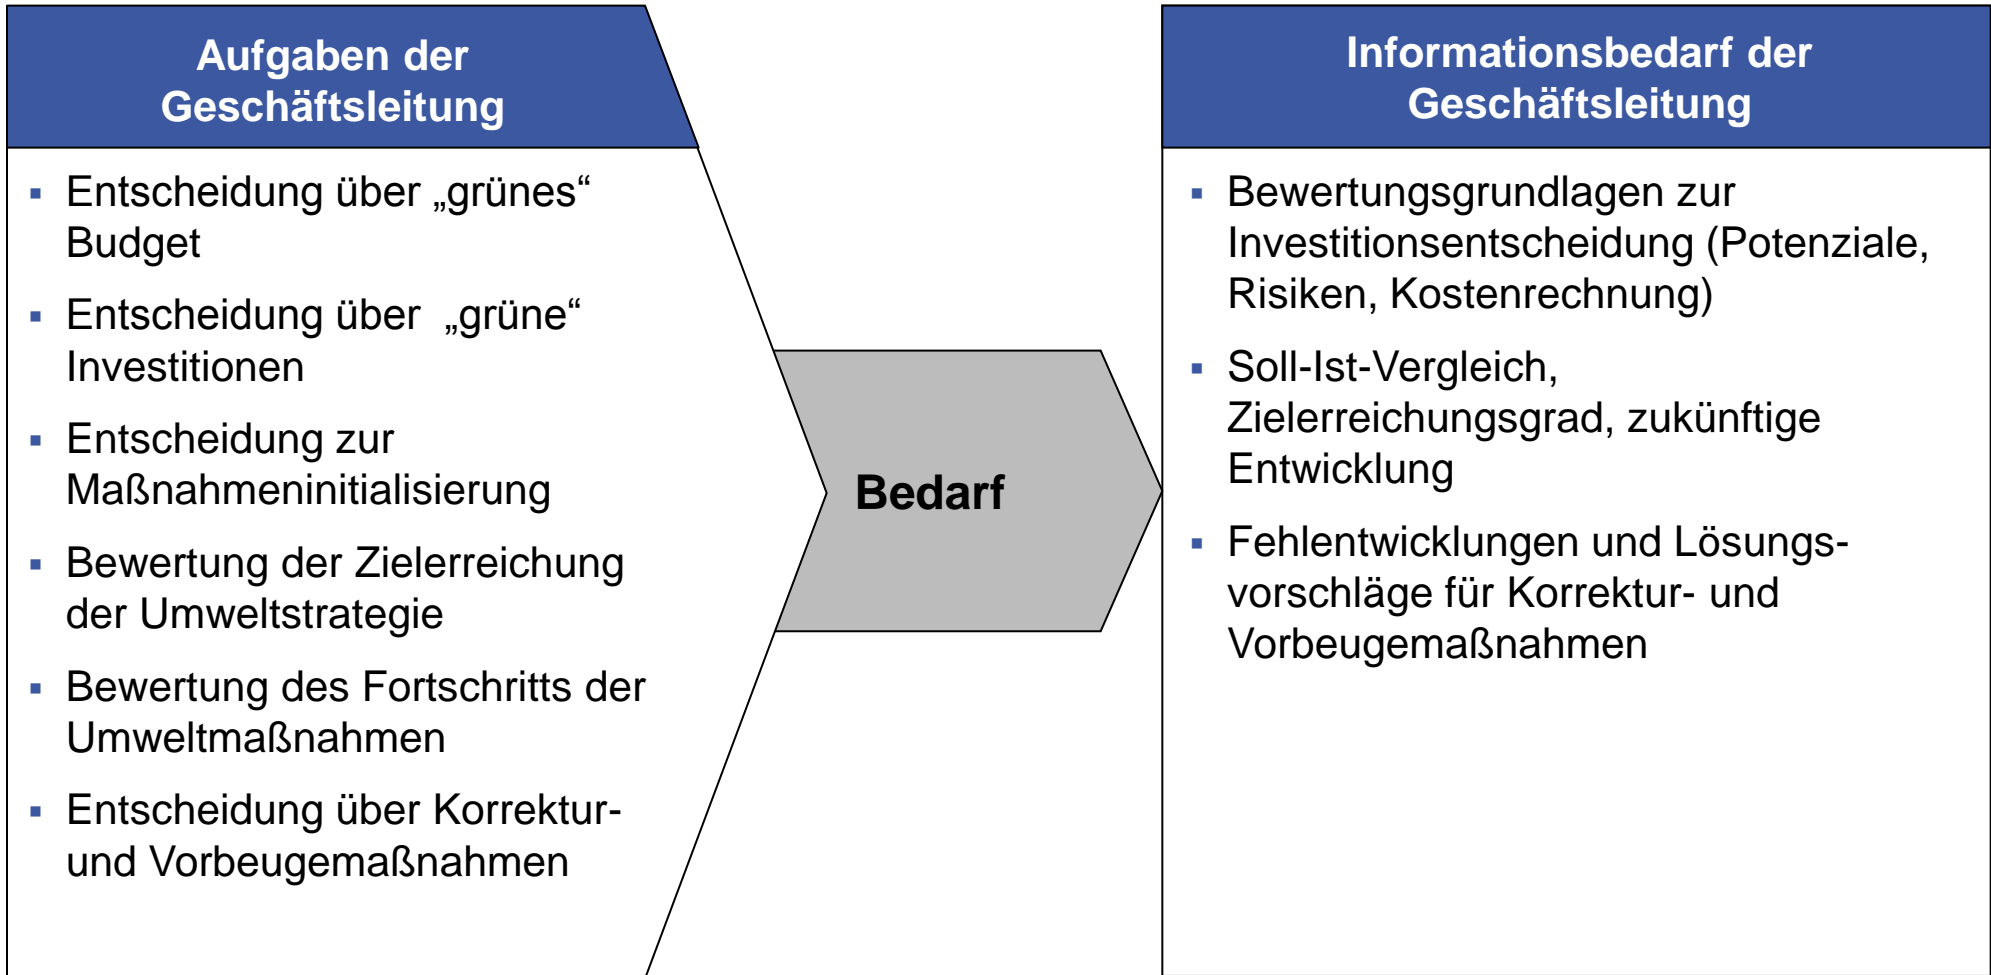 Aufgaben der
Geschäftsleitung
Entscheidung über „grünes“
Budget
Entscheidung über „grüne“
Investitionen
Entscheidung zur
Maßnahmeninitialisierung
Bewertung der Zielerreichung
der Umweltstrategie
Bewertung des Fortschritts der
Umweltmaßnahmen
Entscheidung über Korrektur-
und Vorbeugemaßnahmen
Bedarf
Informationsbedarf der
Geschäftsleitung
Bewertungsgrundlagen zur
Investitionsentscheidung (Potenziale,
Risiken, Kostenrechnung)
Soll-Ist-Vergleich,
Zielerreichungsgrad, zukünftige
Entwicklung
Fehlentwicklungen und Lösungs-
vorschläge für Korrektur- und
Vorbeugemaßnahmen